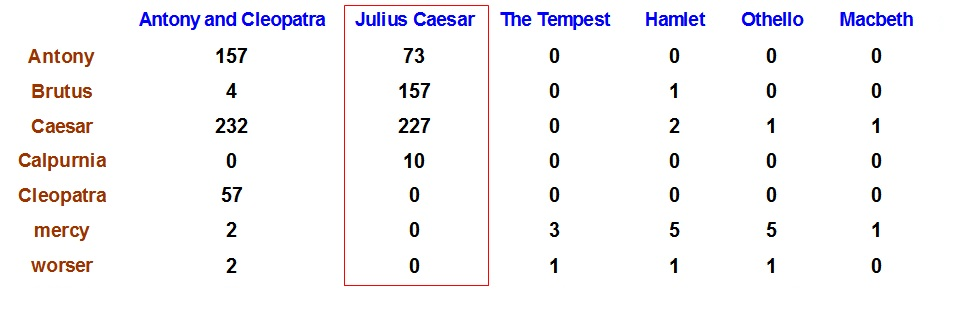 Antony and Cleopatra Julius Caesar The Tempest Hamlet Othello Macbeth
Antony 157 73 0 0 0 0
Brutus 4 157 0 1 0 0
Caesar 232 227 0 2 1 1
Calpurnia 0 10 0 0 0 0
Cleopatra 57 0 0 0 0 0
mercy 2 0 3 5 5 1
worser 2 0 1 1 1 0